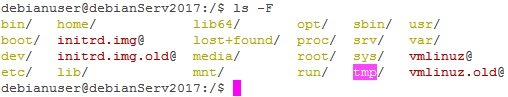 debianuser@debianServ2017:/$ ls -F
bin/ home/ lib64/ opt/ sbin/ usr/
boot/ initrd.img@ lost+found/ proc/ srv/ var/
dev/ initrd.img.old@ media/ root/ sys/ vmlinuz@
etc/ lib/ mnt/ run/ tmp/ vmlinuz.old@
debianuser@debianServ2017:/$